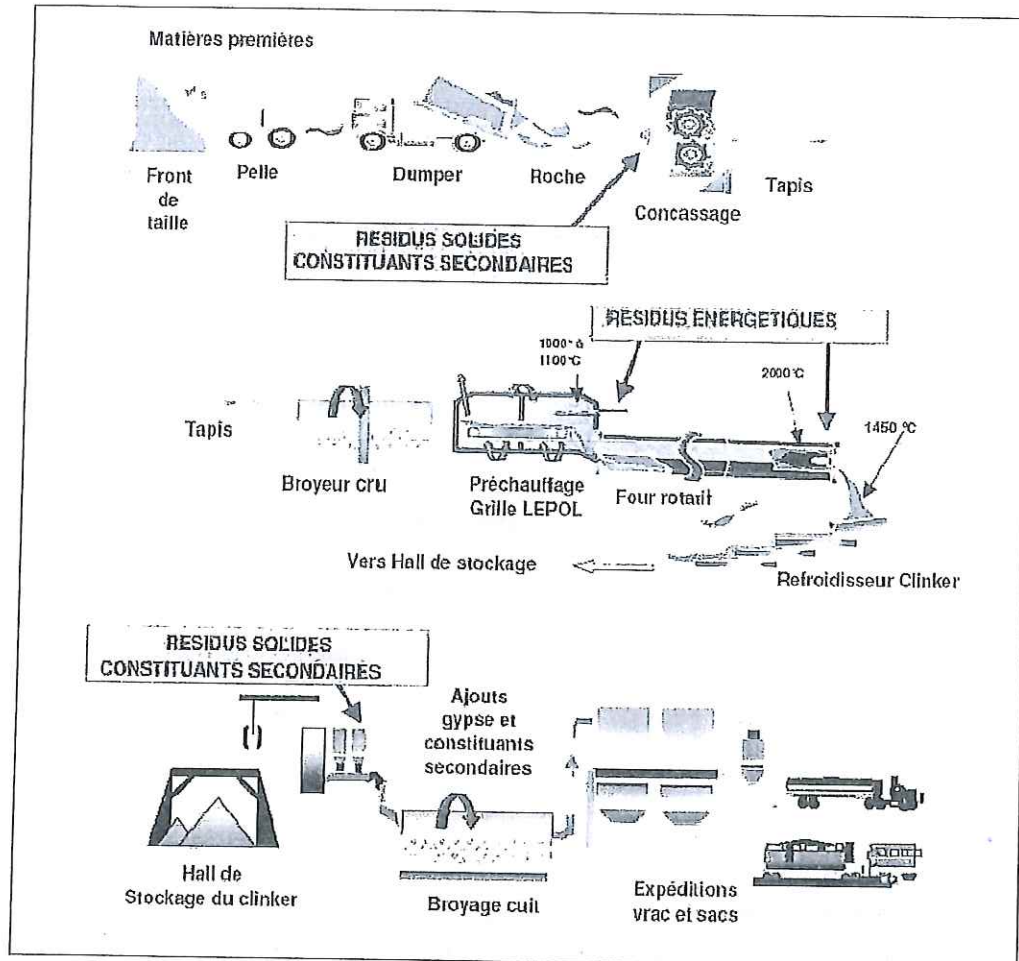 Matières premières
Front
de
taille
Pelle
Dumper
Roche
Concassage
Tapis
RESIDUS SOLIDES
CONSTITUANTS SECONDAIRES
RESIDUS ENERGETIQUES
1000 à
1100°C
2000°C
1450 °C
Tapis
Broyeur cru
Préchauffage
Grille LEPOL
Four rotatif
Vers Hall de stockage
Refroidisseur Clinker
RESIDUS SOLIDES
CONSTITUANTS SECONDAIRES
Ajouts
gypse et
constituants
secondaires
Hall de
Stockage du clinker
Broyage cuit
Expéditions
vrac et sacs